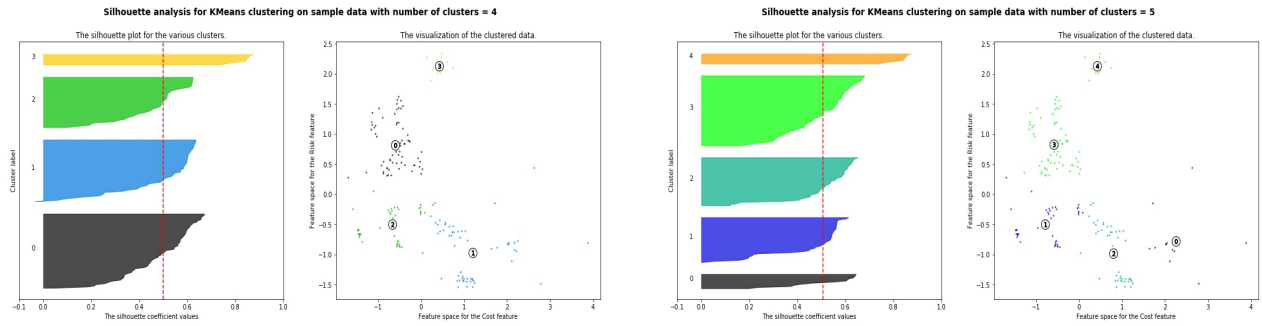 Silhouette analysis for KMeans clustering on sample data with number of clusters = 4
The silhouette plot for the various clusters.
Cluster label
3
2
1
0
−0.1 0.0 0.2 0.4 0.6 0.8 1.0
The silhouette coefficient values
The visualization of the clustered data.
Feature space for the Risk feature
2.5
2.0
1.5
1.0
0.5
0.0
−0.5
−1.0
−1.5
3
0
2
1
−1 0 1 2 3 4
Feature space for the Cost feature
Silhouette analysis for KMeans clustering on sample data with number of clusters = 5
The silhouette plot for the various clusters.
Cluster label
4
3
2
1
0
−0.1 0.0 0.2 0.4 0.6 0.8 1.0
The silhouette coefficient values
The visualization of the clustered data.
Feature space for the Risk feature
2.5
2.0
1.5
1.0
0.5
0.0
−0.5
−1.0
−1.5
4
3
1
0
2
−1 0 1 2 3 4
Feature space for the Cost feature